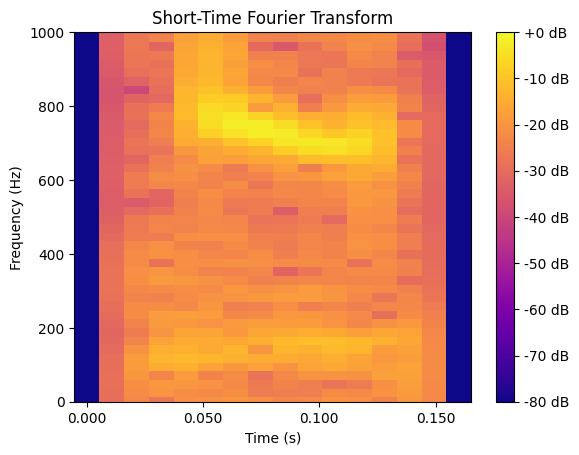 Short-Time Fourier Transform
1000
800
600
400
200
0
Frequency (Hz)
0.000
0.050
0.100
0.150
Time (s)
+0 dB
-10 dB
-20 dB
-30 dB
-40 dB
-50 dB
-60 dB
-70 dB
-80 dB